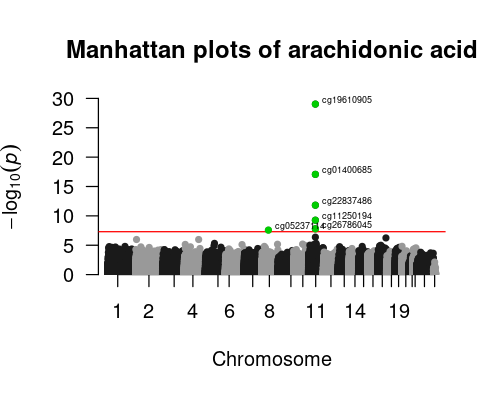 Manhattan plots of arachidonic acid
30
25
20
15
10
5
0
−log10(p)
cg19610905
cg01400685
cg22837486
cg11250194
cg26786045
1 2 4 6 8 11 14 19
Chromosome